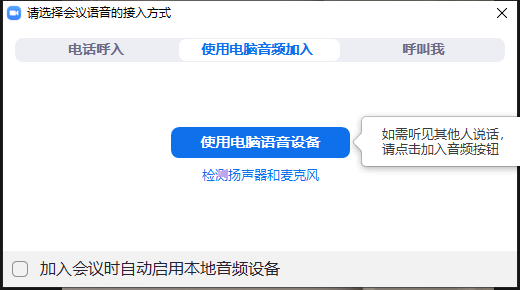 请选择会议语音的接入方式
电话呼入
使用电脑音频加入
呼叫我
使用电脑语音设备
如需听见其他人说话，
请点击加入音频按钮
检测扬声器和麦克风
加入会议时自动启用本地音频设备